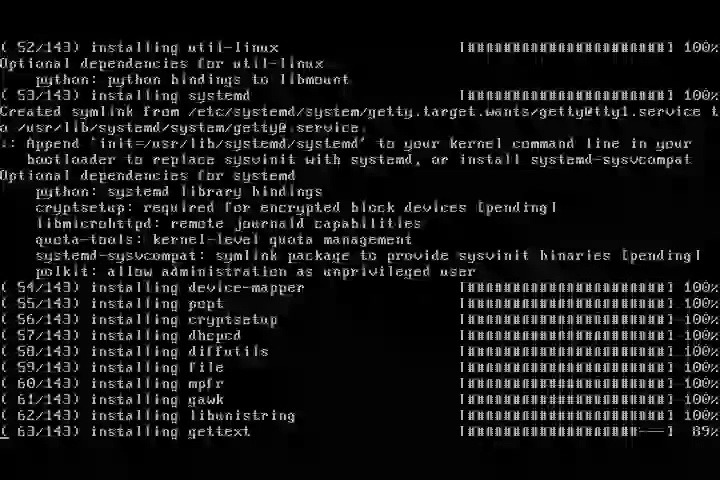 ( 52/143) installing util-linux [######################] 100%
Optional dependencies for util-linux
    python: python bindings to libmount
( 53/143) installing systemd [######################] 100%
Created symlink from /etc/systemd/system/getty.target.wants/getty@tty1.service t
o /usr/lib/systemd/system/getty@.service.
:: Append 'init=/usr/lib/systemd/systemd' to your kernel command line in your
   bootloader to replace sysvinit with systemd, or install systemd-sysvcompat
Optional dependencies for systemd
    python: systemd library bindings
    cryptsetup: required for encrypted block devices [pending]
    libmicrohttpd: remote journald capabilities
    quota-tools: kernel-level quota management
    systemd-sysvcompat: symlink package to provide sysvinit binaries [pending]
    polkit: allow administration as unprivileged user
( 54/143) installing device-mapper [######################] 100%
( 55/143) installing popt [######################] 100%
( 56/143) installing cryptsetup [######################] 100%
( 57/143) installing dhcpcd [######################] 100%
( 58/143) installing diffutils [######################] 100%
( 59/143) installing file [######################] 100%
( 60/143) installing mpfr [######################] 100%
( 61/143) installing gawk [######################] 100%
( 62/143) installing libunistring [######################] 100%
( 63/143) installing gettext [###################---] 89%